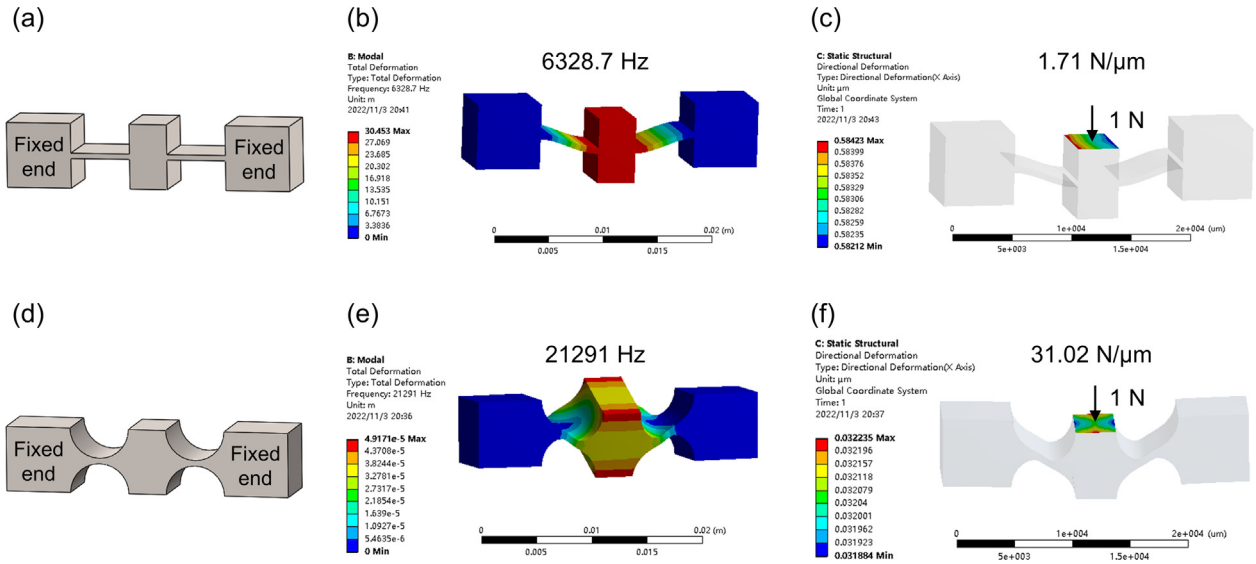 (a)
Fixed
end
Fixed
end
(b)
B: Modal
Total Deformation
Type: Total Deformation
Frequency: 6328.7 Hz
Unit: m
2022/11/3 20:41
30.453 Max
27.069
23.685
20.302
16.918
13.535
10.151
6.7673
3.3836
0 Min
6328.7 Hz
0
0.01
0.02 (m)
0.005
0.015
(c)
C: Static Structural
Directional Deformation
Type: Directional Deformation(X Axis)
Unit: μm
Global Coordinate System
Time: 1
2022/11/3 20:43
0.58423 Max
0.58399
0.58376
0.58352
0.58329
0.58306
0.58282
0.58259
0.58235
0.58212 Min
1.71 N/μm
1 N
0
1e+004
2e+004 (um)
5e+003
1.5e+004
(d)
Fixed
end
Fixed
end
(e)
B: Modal
Total Deformation
Type: Total Deformation
Frequency: 21291 Hz
Unit: m
2022/11/3 20:36
4.9171e-5 Max
4.3708e-5
3.8244e-5
3.2781e-5
2.7317e-5
2.1854e-5
1.639e-5
1.0927e-5
5.4635e-6
0 Min
21291 Hz
0
0.01
0.02 (m)
0.005
0.015
(f)
C: Static Structural
Directional Deformation
Type: Directional Deformation(X Axis)
Unit: μm
Global Coordinate System
Time: 1
2022/11/3 20:37
0.032235 Max
0.032196
0.032157
0.032118
0.032079
0.03204
0.032001
0.031962
0.031923
0.031884 Min
31.02 N/μm
1 N
0
1e+004
2e+004 (um)
5e+003
1.5e+004